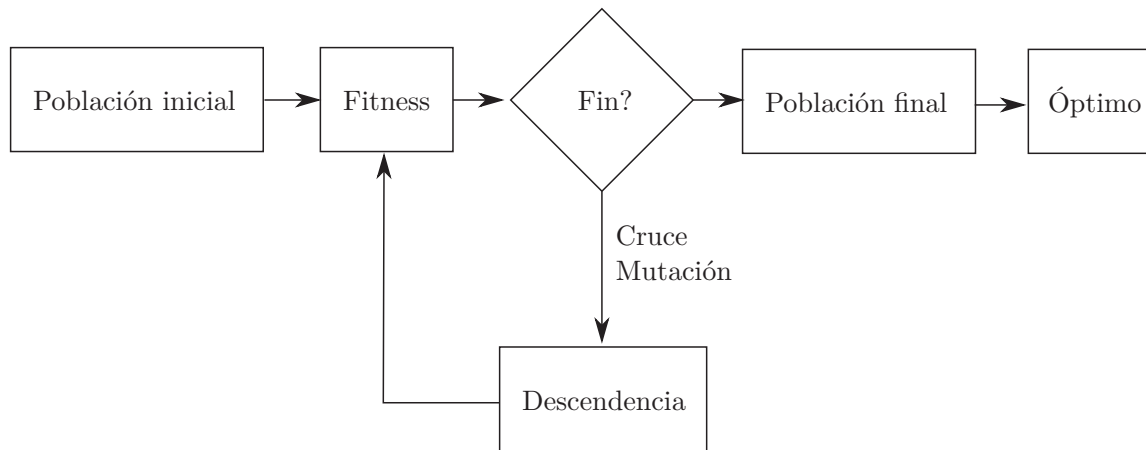 Población inicial
Fitness
Fin?
Población final
Óptimo
Cruce
Mutación
Descendencia